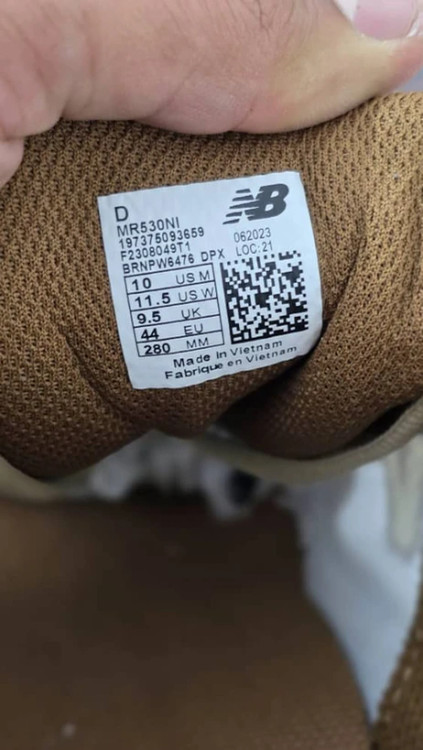 D
NB
MR530NI
197375093659
F2308049T1
062023
BRNPW6476 DPX LOC:21
10 US M
11.5 US W
9.5 UK
44 EU
280 MM
Made In Vietnam
Fabrique en Vietnam